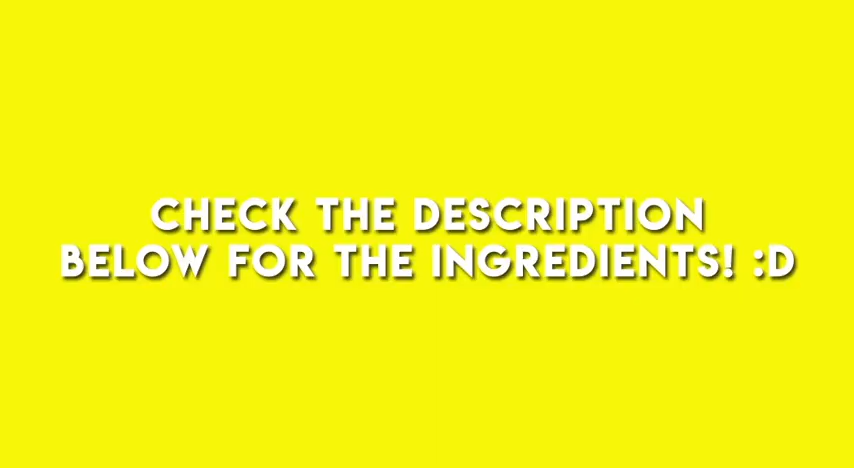 CHECK THE DESCRIPTION
BELOW FOR THE INGREDIENTS! :D